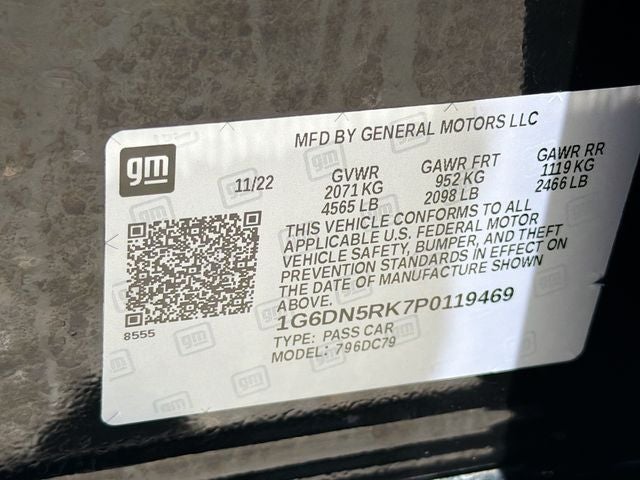 MFD BY GENERAL MOTORS LLC
gm
11/22
GVWR
2071 KG
4565 LB
GAWR FRT
952 KG
2098 LB
GAWR RR
1119 KG
2466 LB
THIS VEHICLE CONFORMS TO ALL
APPLICABLE U.S. FEDERAL MOTOR
VEHICLE SAFETY, BUMPER, AND THEFT
PREVENTION STANDARDS IN EFFECT ON
THE DATE OF MANUFACTURE SHOWN
ABOVE.
1G6DN5RK7P0119469
8555
TYPE: PASS CAR
MODEL: 796DC79